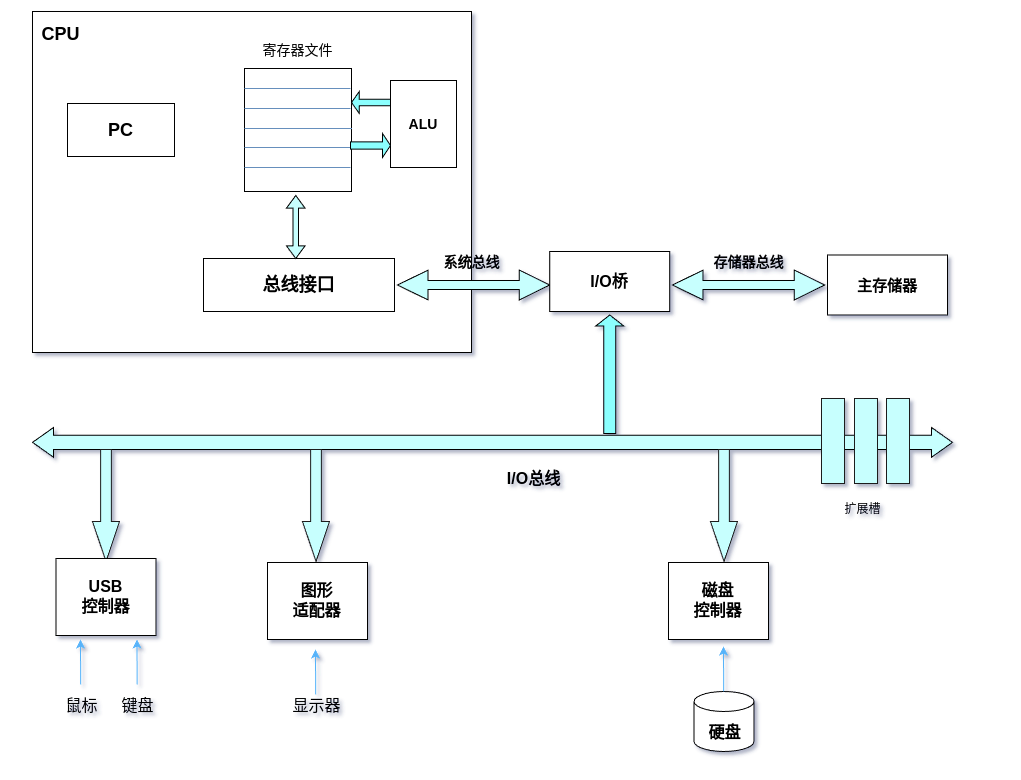 CPU
寄存器文件
PC
ALU
总线接口
系统总线
I/O桥
存储器总线
主存储器
I/O总线
扩展槽
USB
控制器
图形
适配器
磁盘
控制器
鼠标
键盘
显示器
硬盘